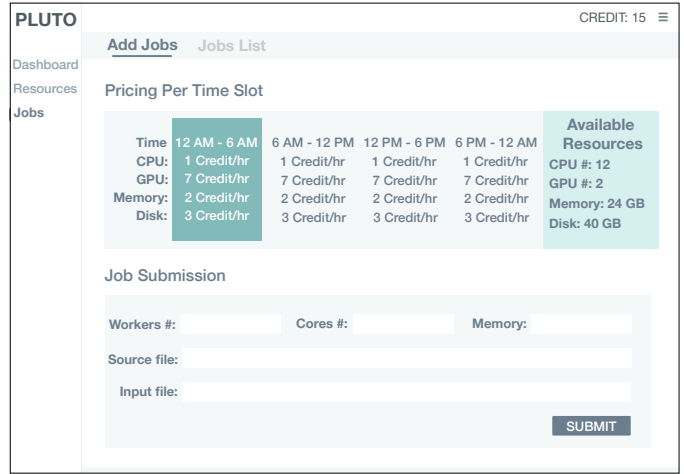 PLUTO
CREDIT: 15
Add Jobs Jobs List
Dashboard
Resources
Jobs
Pricing Per Time Slot
Time 12 AM - 6 AM 6 AM - 12 PM 12 PM - 6 PM 6 PM - 12 AM
CPU: 1 Credit/hr 1 Credit/hr 1 Credit/hr 1 Credit/hr
GPU: 7 Credit/hr 7 Credit/hr 7 Credit/hr 7 Credit/hr
Memory: 2 Credit/hr 2 Credit/hr 2 Credit/hr 2 Credit/hr
Disk: 3 Credit/hr 3 Credit/hr 3 Credit/hr 3 Credit/hr
Available
Resources
CPU #: 12
GPU #: 2
Memory: 24 GB
Disk: 40 GB
Job Submission
Workers #: Cores #: Memory:
Source file:
Input file:
SUBMIT